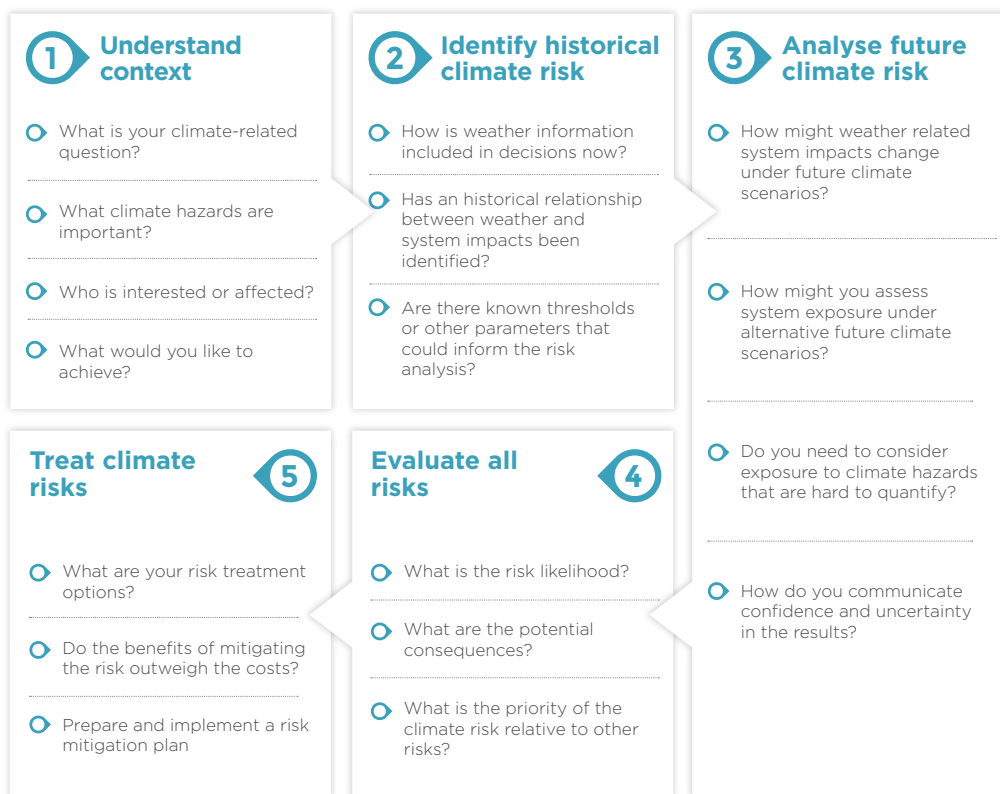 1
Understand
context
What is your climate-related
question?
What climate hazards are
important?
Who is interested or affected?
What would you like to
achieve?
2
Identify historical
climate risk
How is weather information
included in decisions now?
Has an historical relationship
between weather and
system impacts been
identified?
Are there known thresholds
or other parameters that
could inform the risk
analysis?
3
Analyse future
climate risk
How might weather related
system impacts change
under future climate
scenarios?
How might you assess
system exposure under
alternative future climate
scenarios?
Do you need to consider
exposure to climate hazards
that are hard to quantify?
How do you communicate
confidence and uncertainty
in the results?
Evaluate all
risks
4
What is the risk likelihood?
What are the potential
consequences?
What is the priority of the
climate risk relative to other
risks?
Treat climate
risks
5
What are your risk treatment
options?
Do the benefits of mitigating
the risk outweigh the costs?
Prepare and implement a risk
mitigation plan